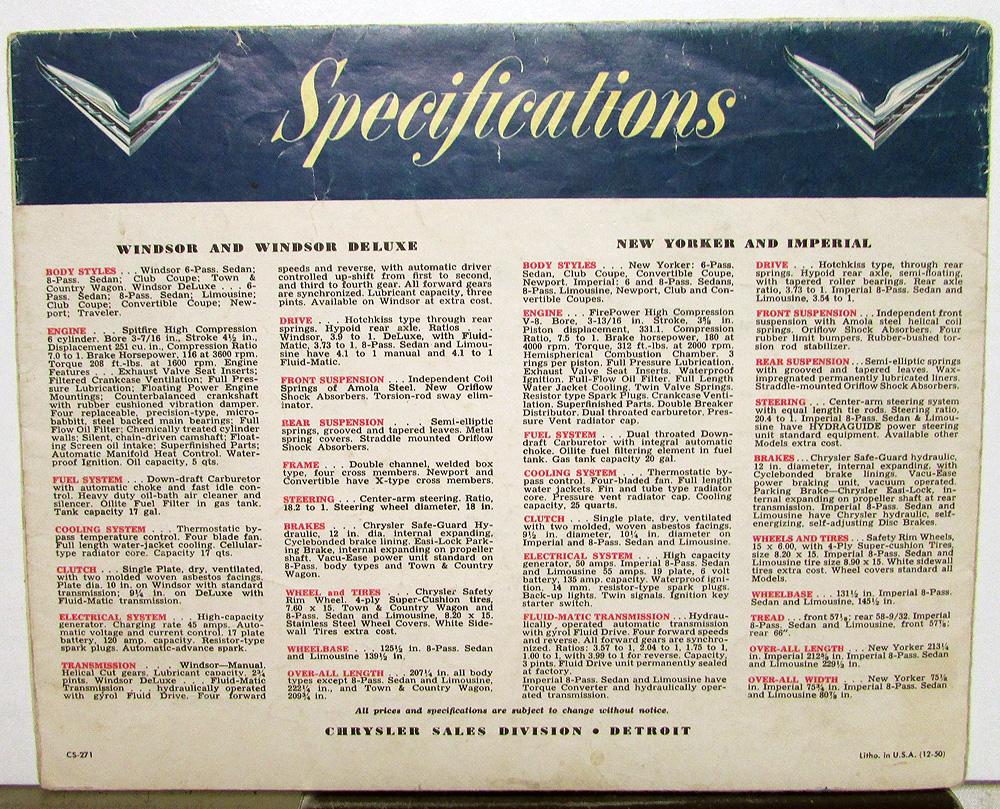 Specifications
WINDSOR AND WINDSOR DELUXE
BODY STYLES . . . Windsor 6-Pass. Sedan;
8-Pass. Sedan; Club Coupe; Town &
Country Wagon. Windsor DeLuxe . . . 6-
Pass. Sedan; 8-Pass. Sedan; Limousine;
Club Coupe; Convertible Coupe; New-
port; Traveler.
ENGINE . . . Spitfire High Compression
6 cylinder. Bore 3-7/16 in., Stroke 4½ in.,
Displacement 251 cu. in., Compression Ratio
7.0 to 1. Brake Horsepower, 116 at 3600 rpm.
Torque 208 ft.-lbs. at 1600 rpm. Engine
Features . . . Exhaust Valve Seat Inserts;
Filtered Crankcase Ventilation; Full Pres-
sure Lubrication; Floating Power Engine
Mountings; Counterbalanced crankshaft
with rubber cushioned vibration damper.
Four replaceable, precision-type, micro-
babbitt, steel backed main bearings; Full
Flow Oil Filter; Chemically treated cylinder
walls; Silent, chain-driven camshaft; Float-
ing Screen oil intake; Superfinished Parts;
Automatic Manifold Heat Control. Water-
proof Ignition. Oil capacity, 5 qts.
FUEL SYSTEM . . . Down-draft Carburetor
with automatic choke and fast idle con-
trol. Heavy duty oil-bath air cleaner and
silencer. Oilite Fuel Filter in gas tank.
Tank capacity 17 gal.
COOLING SYSTEM . . . Thermostatic by-
pass temperature control. Four blade fan.
Full length water-jacket cooling. Cellular-
type radiator core. Capacity 17 qts.
CLUTCH . . . Single Plate, dry, ventilated,
with two molded woven asbestos facings.
Plate dia. 10 in. on Windsor with standard
transmission; 9¼ in. on DeLuxe with
Fluid-Matic transmission.
ELECTRICAL SYSTEM . . . High-capacity
generator. Charging rate 45 amps. Auto-
matic voltage and current control. 17 plate
battery, 120 amp. capacity. Resistor-type
spark plugs. Automatic-advance spark.
TRANSMISSION . . . Windsor—Manual.
Helical Cut gears. Lubricant capacity, 2¾
pints. Windsor DeLuxe . . . Fluid-Matic
Transmission . . . hydraulically operated
with gyrol Fluid Drive. Four forward
speeds and reverse, with automatic driver
controlled up-shift from first to second,
and third to fourth gear. All forward gears
are synchronized. Lubricant capacity, three
pints. Available on Windsor at extra cost.
DRIVE . . . Hotchkiss type through rear
springs. Hypoid rear axle. Ratios . . .
Windsor, 3.9 to 1. DeLuxe, with Fluid-
Matic, 3.73 to 1. 8-Pass. Sedan and Limou-
sine have 4.1 to 1 manual and 4.1 to 1
Fluid-Matic.
FRONT SUSPENSION . . . Independent Coil
Springs of Amola Steel. New Oriflow
Shock Absorbers. Torsion-rod sway elim-
inator.
REAR SUSPENSION . . . Semi-elliptic
springs, grooved and tapered leaves. Metal
spring covers. Straddle mounted Oriflow
Shock Absorbers.
FRAME . . . Double channel, welded box
type, four cross members. Newport and
Convertible have X-type cross members.
STEERING . . . Center-arm steering. Ratio,
18.2 to 1. Steering wheel diameter, 18 in.
BRAKES . . . Chrysler Safe-Guard Hy-
draulic, 12 in. dia. internal expanding,
Cyclebonded brake lining. Easi-Lock Park-
ing Brake, internal expanding on propeller
shaft. Vacu-Ease power unit standard on
8-Pass. body types and Town & Country
Wagon.
WHEEL and TIRES . . . Chrysler Safety
Rim Wheel. 4-ply Super-Cushion tires,
7.60 x 15. Town & Country Wagon and
8-Pass. Sedan and Limousine, 8.20 x 15.
Stainless Steel Wheel Covers. White Side-
wall Tires extra cost.
WHEELBASE . . . 125½ in. 8-Pass. Sedan
and Limousine 139½ in.
OVER-ALL LENGTH . . . 207¼ in. all body
types except 8-Pass. Sedan and Limousine,
222¼ in., and Town & Country Wagon,
209¾ in.
NEW YORKER AND IMPERIAL
BODY STYLES . . . New Yorker: 6-Pass.
Sedan, Club Coupe, Convertible Coupe,
Newport. Imperial: 6 and 8-Pass. Sedans,
8-Pass. Limousine, Newport, Club and Con-
vertible Coupes.
ENGINE . . . FirePower High Compression
V-8. Bore, 3-13/16 in. Stroke, 3⅝ in.
Piston displacement, 331.1. Compression
Ratio, 7.5 to 1. Brake horsepower, 180 at
4000 rpm. Torque, 312 ft.-lbs. at 2000 rpm.
Hemispherical Combustion Chamber. 3
rings per piston. Full Pressure Lubrication.
Exhaust Valve Seat Inserts. Waterproof
Ignition. Full-Flow Oil Filter. Full Length
Water Jacket Cooling. Twin Valve Springs.
Resistor type Spark Plugs. Crankcase Venti-
lation. Superfinished Parts. Double Breaker
Distributor. Dual throated carburetor. Pres-
sure Vent radiator cap.
FUEL SYSTEM . . . Dual throated Down-
draft Carburetor with integral automatic
choke. Oilite fuel filtering element in fuel
tank. Gas tank capacity 20 gal.
COOLING SYSTEM . . . Thermostatic by-
pass control. Four-bladed fan. Full length
water jackets. Fin and tube type radiator
core. Pressure vent radiator cap. Cooling
capacity, 25 quarts.
CLUTCH . . . Single plate, dry, ventilated
with two molded, woven asbestos facings.
9½ in. diameter, 10¼ in. diameter on
Imperial and 8-Pass. Sedan and Limousine.
ELECTRICAL SYSTEM . . . High capacity
generator, 50 amps. Imperial 8-Pass. Sedan
and Limousine 55 amps. 19 plate, 6 volt
battery, 135 amp. capacity. Waterproof igni-
tion. 14 mm. resistor-type spark plugs.
Back-up lights. Twin signals. Ignition key
starter switch.
FLUID-MATIC TRANSMISSION . . . Hydrau-
lically operated automatic transmission
with gyrol Fluid Drive. Four forward speeds
and reverse. All forward gears are synchro-
nized. Ratios: 3.57 to 1, 2.04 to 1, 1.75 to 1,
1.00 to 1, with 3.99 to 1 for reverse. Capacity,
3 pints. Fluid Drive unit permanently sealed
at factory.
Imperial 8-Pass. Sedan and Limousine have
Torque Converter and hydraulically oper-
ated transmission.
DRIVE . . . Hotchkiss type, through rear
springs. Hypoid rear axle, semi-floating,
with tapered roller bearings. Rear axle
ratio, 3.73 to 1. Imperial 8-Pass. Sedan and
Limousine, 3.54 to 1.
FRONT SUSPENSION . . . Independent front
suspension with Amola steel helical coil
springs. Oriflow Shock Absorbers. Four
rubber limit bumpers. Rubber-bushed tor-
sion rod stabilizer.
REAR SUSPENSION . . . Semi-elliptic springs
with grooved and tapered leaves. Wax-
impregnated permanently lubricated liners.
Straddle-mounted Oriflow Shock Absorbers.
STEERING . . . Center-arm steering system
with equal length tie rods. Steering ratio,
20.4 to 1. Imperial 8-Pass. Sedan & Limou-
sine have HYDRAGUIDE power steering
unit standard equipment. Available other
Models extra cost.
BRAKES . . . Chrysler Safe-Guard hydraulic,
12 in. diameter, internal expanding, with
Cyclebonded brake linings. Vacu-Ease
power braking unit, vacuum operated.
Parking Brake—Chrysler Easi-Lock, in-
ternal expanding on propeller shaft at rear
transmission. Imperial 8-Pass. Sedan and
Limousine have Chrysler hydraulic, self-
energizing, self-adjusting Disc Brakes.
WHEELS AND TIRES . . . Safety Rim Wheels,
15 x 6.00, with 4-Ply Super-cushion Tires,
size 8.20 x 15. Imperial 8-Pass. Sedan and
Limousine tire size 8.90 x 15. White sidewall
tires extra cost. Wheel covers standard all
Models.
WHEELBASE . . . 131½ in. Imperial 8-Pass.
Sedan and Limousine, 145½ in.
TREAD . . . front 57⅛; rear 58-9/32. Imperial
8-Pass. Sedan and Limousine, front 57⅞;
rear 66".
OVER-ALL LENGTH . . . New Yorker 213¼
in. Imperial 212⅝ in. Imperial 8-Pass. Sedan
and Limousine 229½ in.
OVER-ALL WIDTH . . . New Yorker 75⅛
in. Imperial 75¾ in. Imperial 8-Pass. Sedan
and Limousine 80⅞ in.
All prices and specifications are subject to change without notice.
CHRYSLER SALES DIVISION • DETROIT
CS-271
Litho. in U.S.A. (12-50)